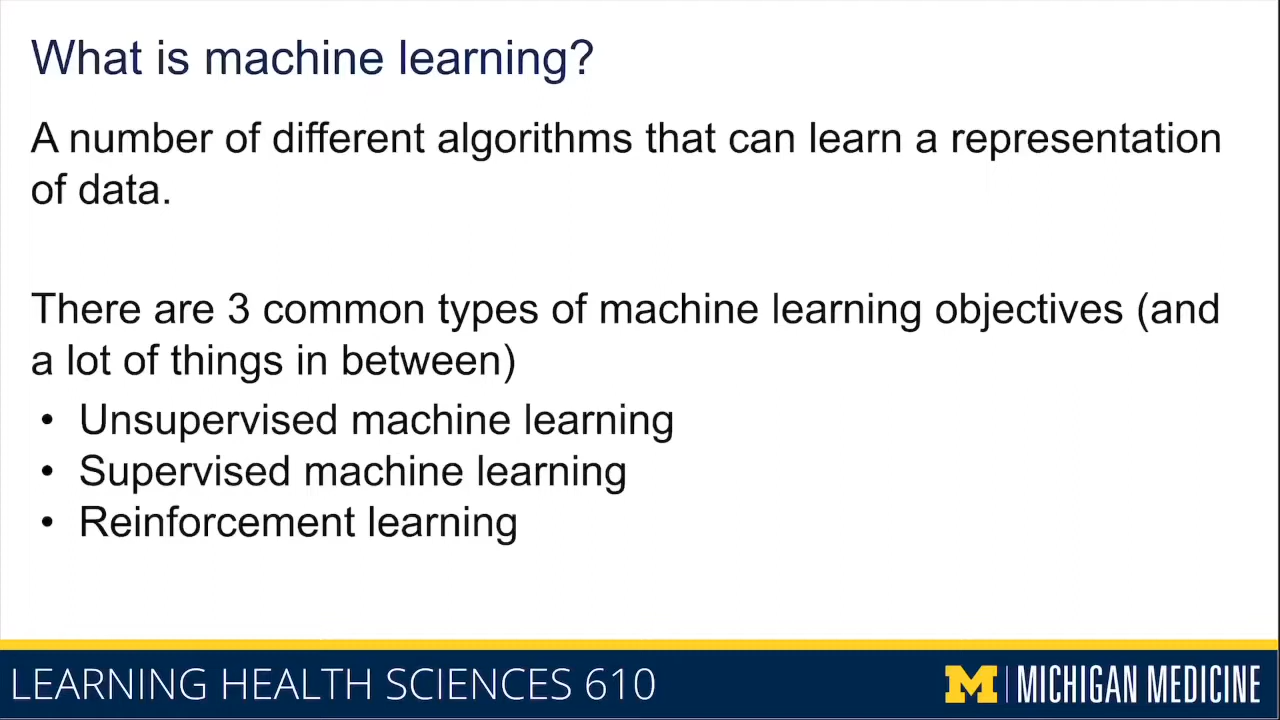 What is machine learning?
A number of different algorithms that can learn a representation
of data.
There are 3 common types of machine learning objectives (and
a lot of things in between)
• Unsupervised machine learning
• Supervised machine learning
• Reinforcement learning
LEARNING HEALTH SCIENCES 610
M | MICHIGAN MEDICINE